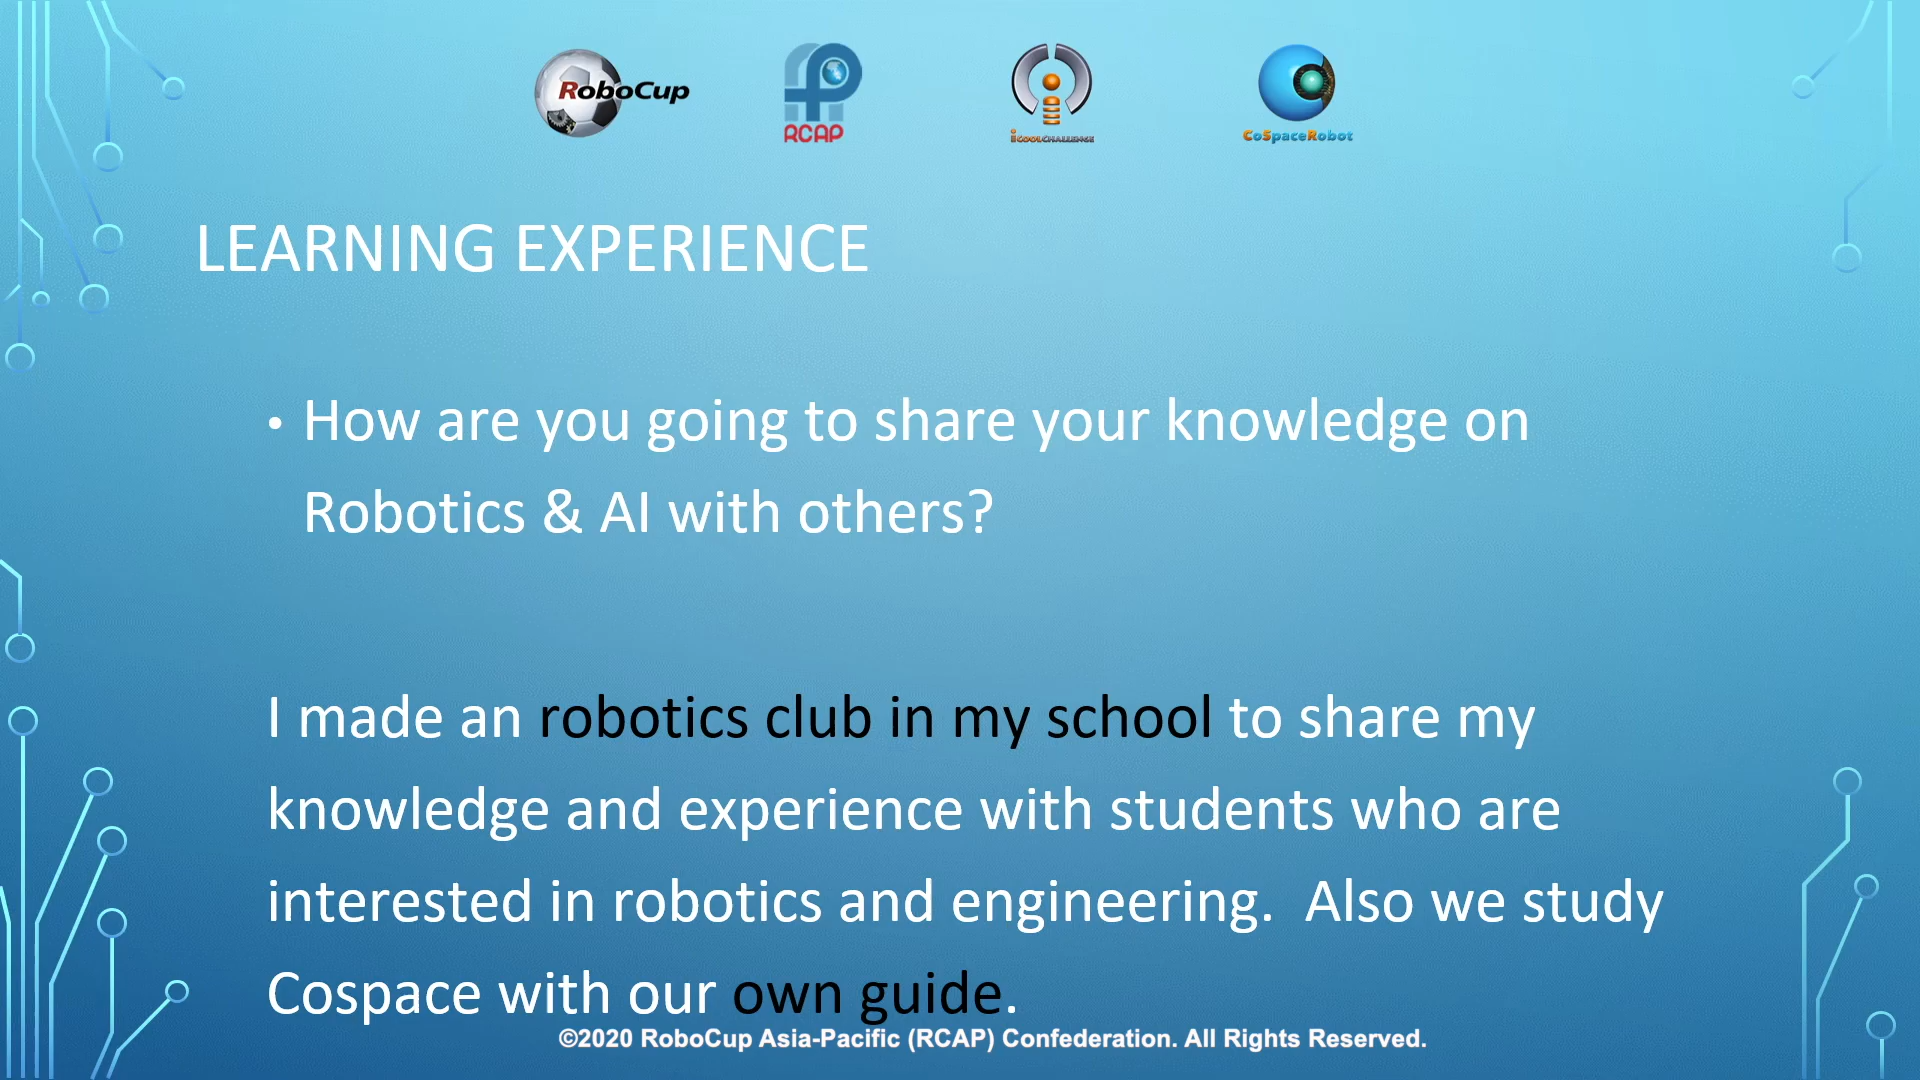 RoboCup
RCAP
iCOOLCHALLENGE
CoSpaceRobot
LEARNING EXPERIENCE
• How are you going to share your knowledge on
Robotics & AI with others?
I made an robotics club in my school to share my
knowledge and experience with students who are
interested in robotics and engineering.  Also we study
Cospace with our own guide.
©2020 RoboCup Asia-Pacific (RCAP) Confederation. All Rights Reserved.